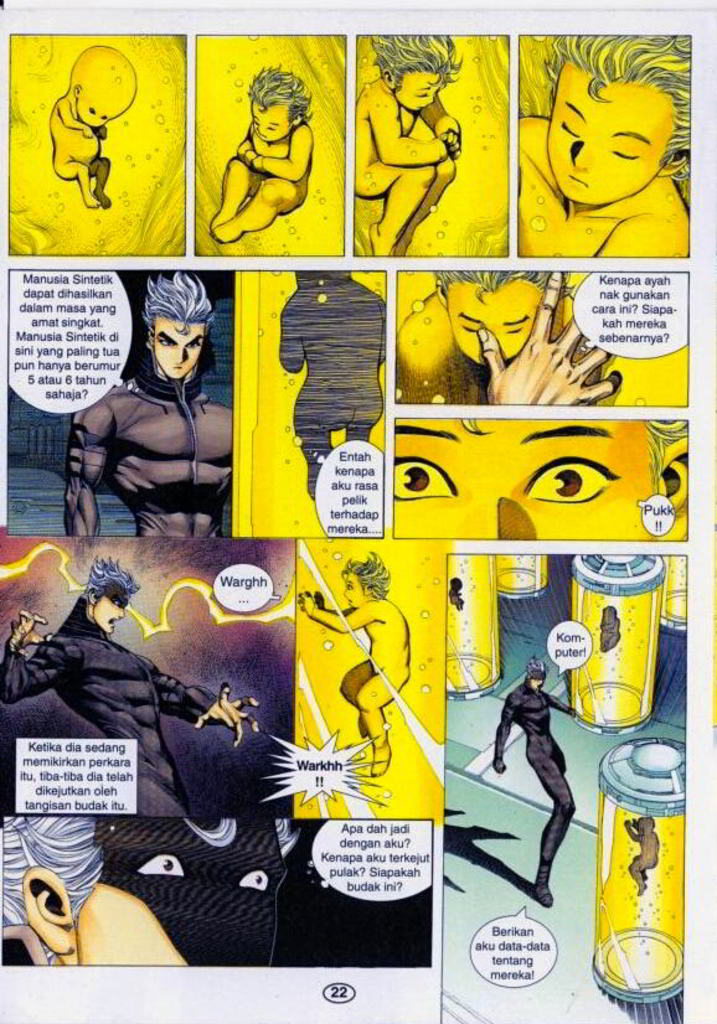 Manusia Sintetik
dapat dihasilkan
dalam masa yang
amat singkat.
Manusia Sintetik di
sini yang paling tua
pun hanya berumur
5 atau 6 tahun
sahaja?
Entah
kenapa
aku rasa
pelik
terhadap
mereka....
Kenapa ayah
nak gunakan
cara ini? Siapa-
kah mereka
sebenarnya?
Pukk
!!
Warghh
...
Ketika dia sedang
memikirkan perkara
itu, tiba-tiba dia telah
dikejutkan oleh
tangisan budak itu.
Warkhh
!!
Kom-
puter!
Berikan
aku data-data
tentang
mereka!
Apa dah jadi
dengan aku?
Kenapa aku terkejut
pulak? Siapakah
budak ini?
22